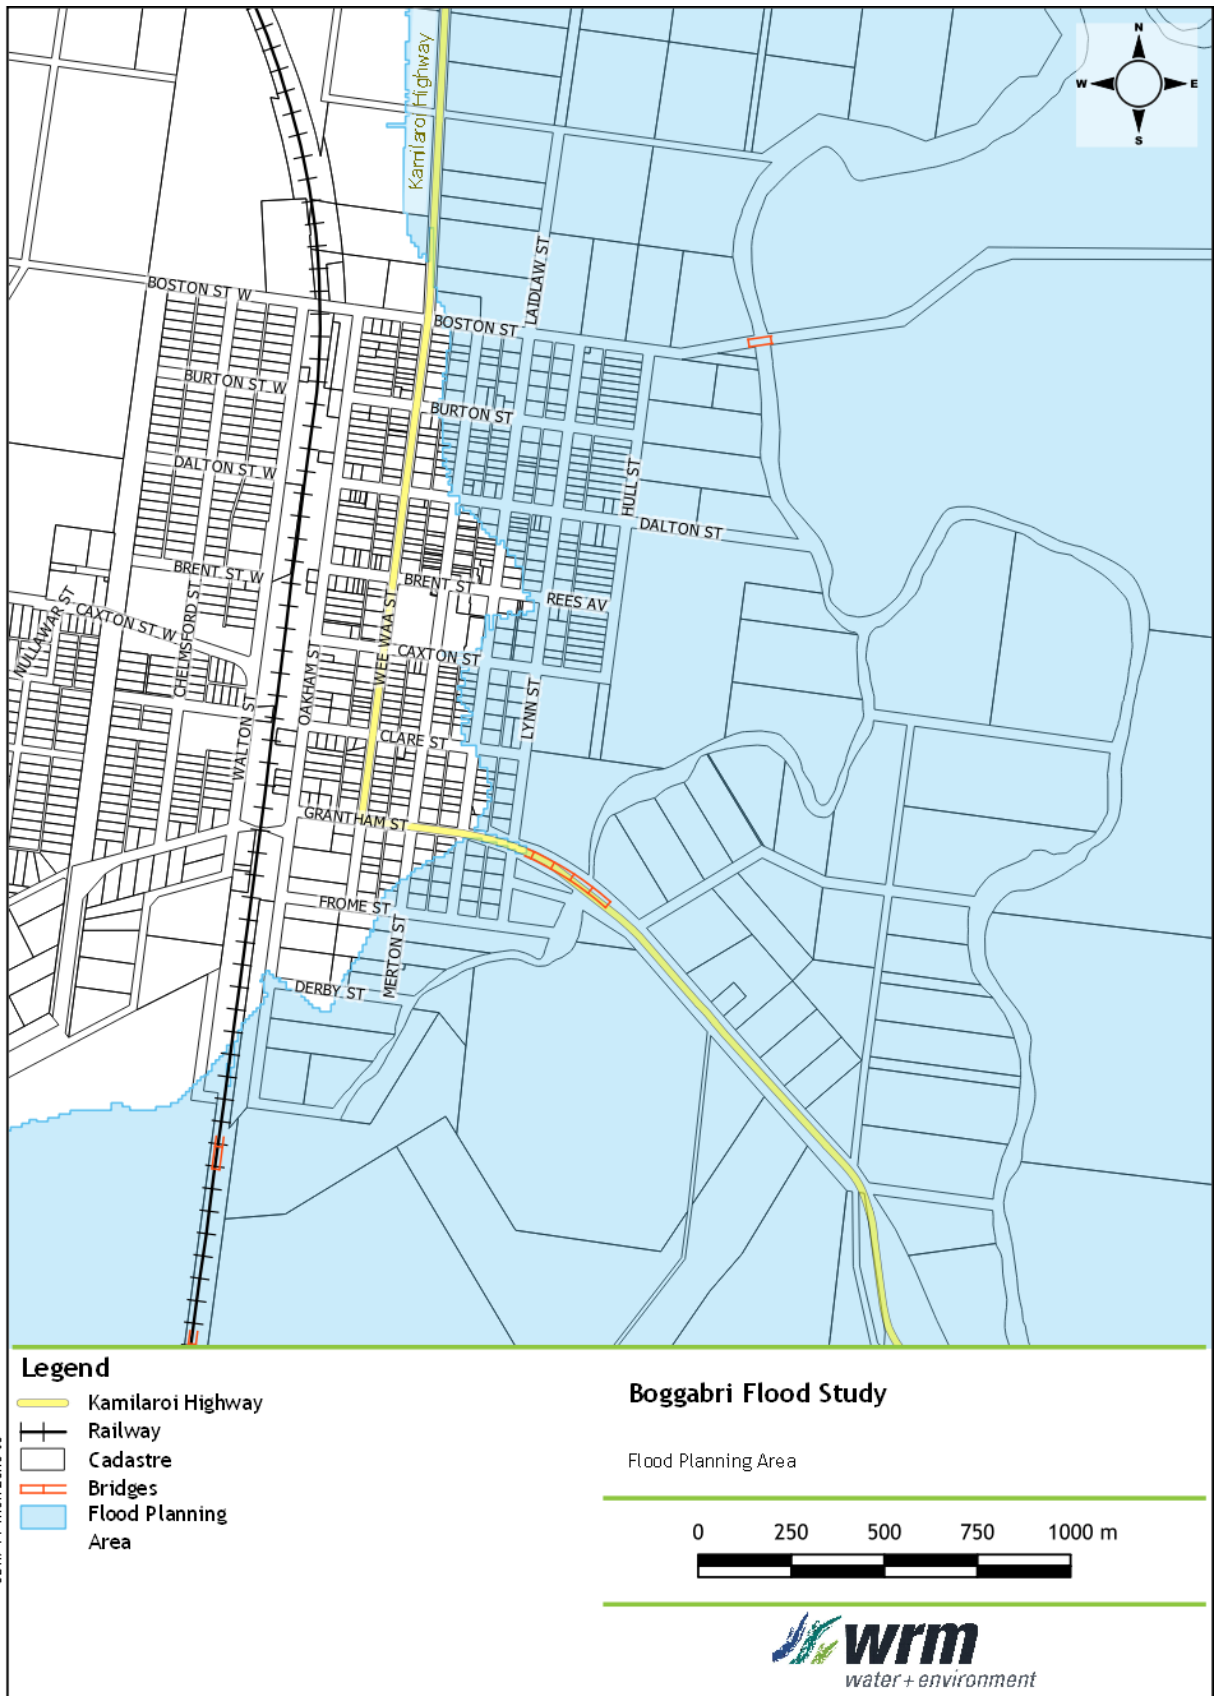 Kamilaroi Highway
N
W
E
S
LAIDLAW ST
BOSTON ST W
BOSTON ST
BURTON ST W
BURTON ST
DALTON ST W
HULL ST
DALTON ST
BRENT ST W
BRENT ST
REES AV
NULLAWAR ST
CAXTON ST W
CHELMSFORD ST
WEE WAA ST
CAXTON ST
OAKHAM ST
WALTON ST
LYNN ST
CLARE ST
GRANTHAM ST
FROME ST
MERTON ST
DERBY ST
Legend
Kamilaroi Highway
Railway
Cadastre
Bridges
Flood Planning
Area
Boggabri Flood Study
Flood Planning Area
0 250 500 750 1000 m
wrm
water + environment